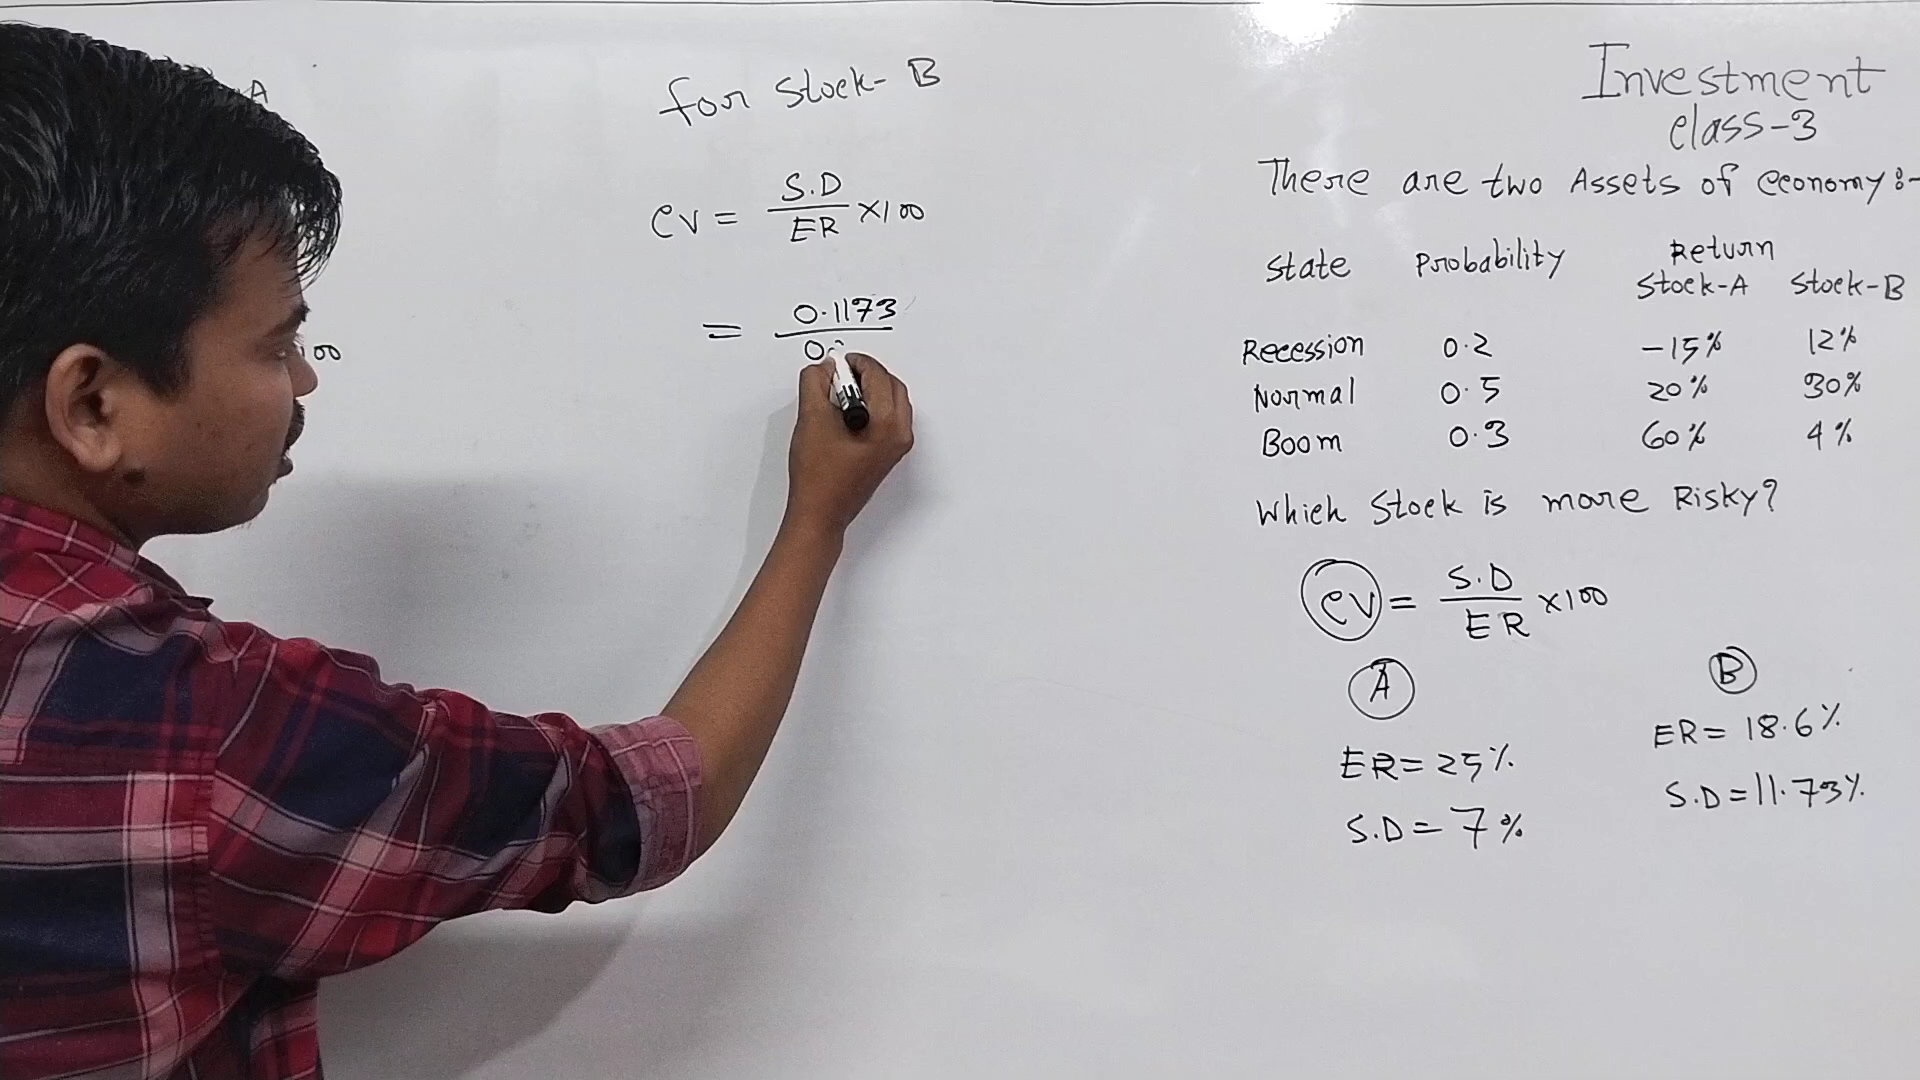 A
100
for Stock-B
CV = S.D / ER ×100
= 0.1173 / 0.
Investment
class-3
There are two Assets of economy:-
State Probability Return
Stock-A Stock-B
Recession 0.2 -15% 12%
Normal 0.5 20% 30%
Boom 0.3 60% 4%
Which Stock is more Risky?
CV = S.D / ER ×100
A B
ER = 25% ER = 18.6%
S.D = 7% S.D = 11.73%